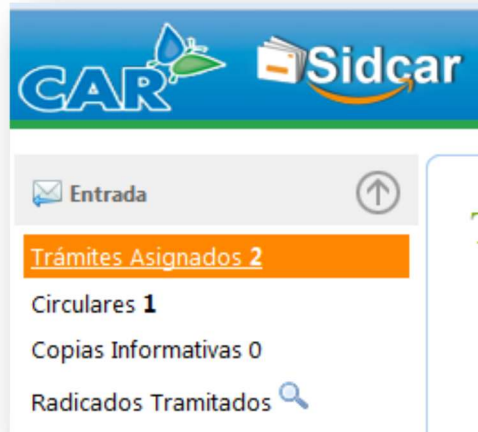 CAR Sidcar
Entrada
Trámites Asignados 2
Circulares 1
Copias Informativas 0
Radicados Tramitados